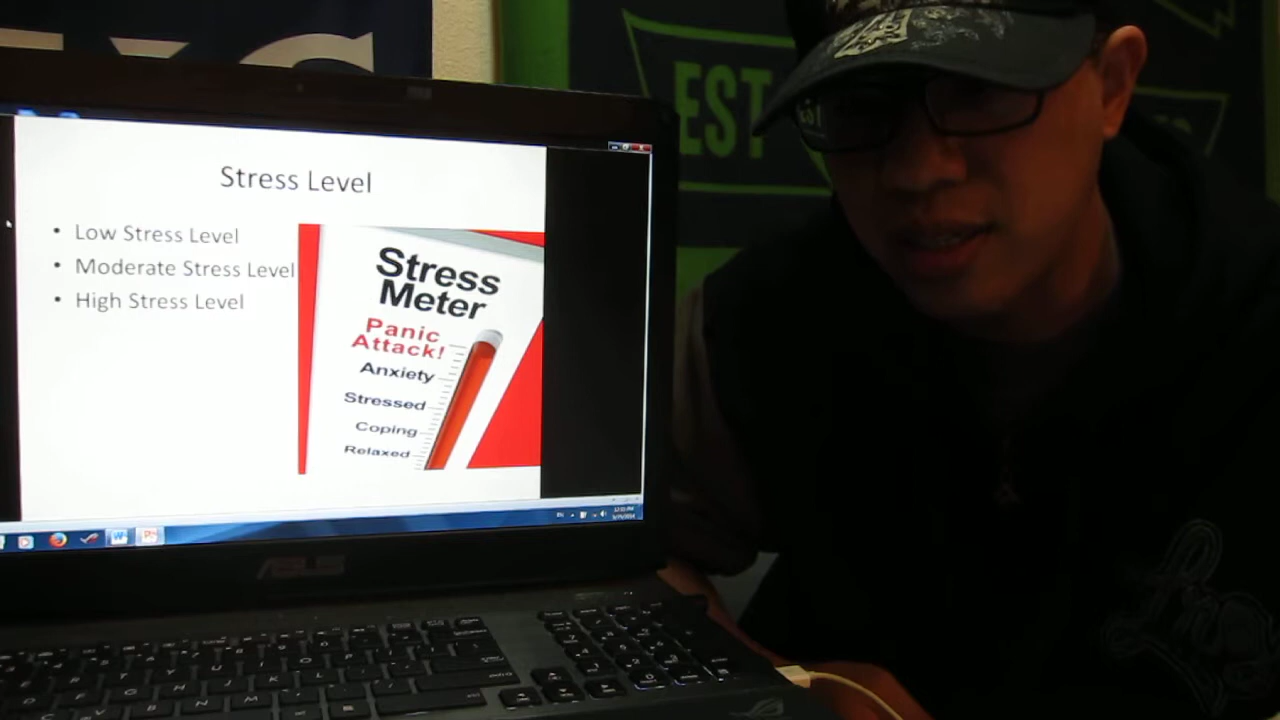 Stress Level
• Low Stress Level
• Moderate Stress Level
• High Stress Level
Stress
Meter
Panic
Attack!
Anxiety
Stressed
Coping
Relaxed
EST
ASUS